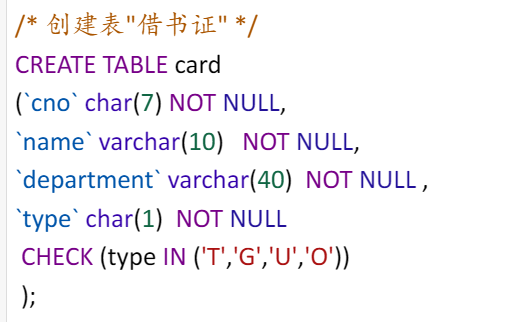 /* 创建表"借书证" */
CREATE TABLE card
(`cno` char(7) NOT NULL,
`name` varchar(10)   NOT NULL,
`department` varchar(40)  NOT NULL ,
`type` char(1)  NOT NULL
 CHECK (type IN ('T','G','U','O'))
 );